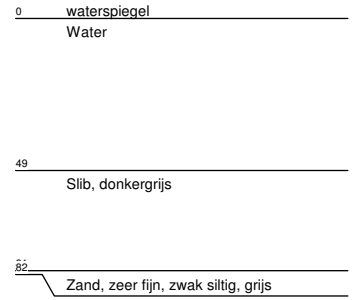 0 waterspiegel
Water
49
Slib, donkergrijs
82
Zand, zeer fijn, zwak siltig, grijs